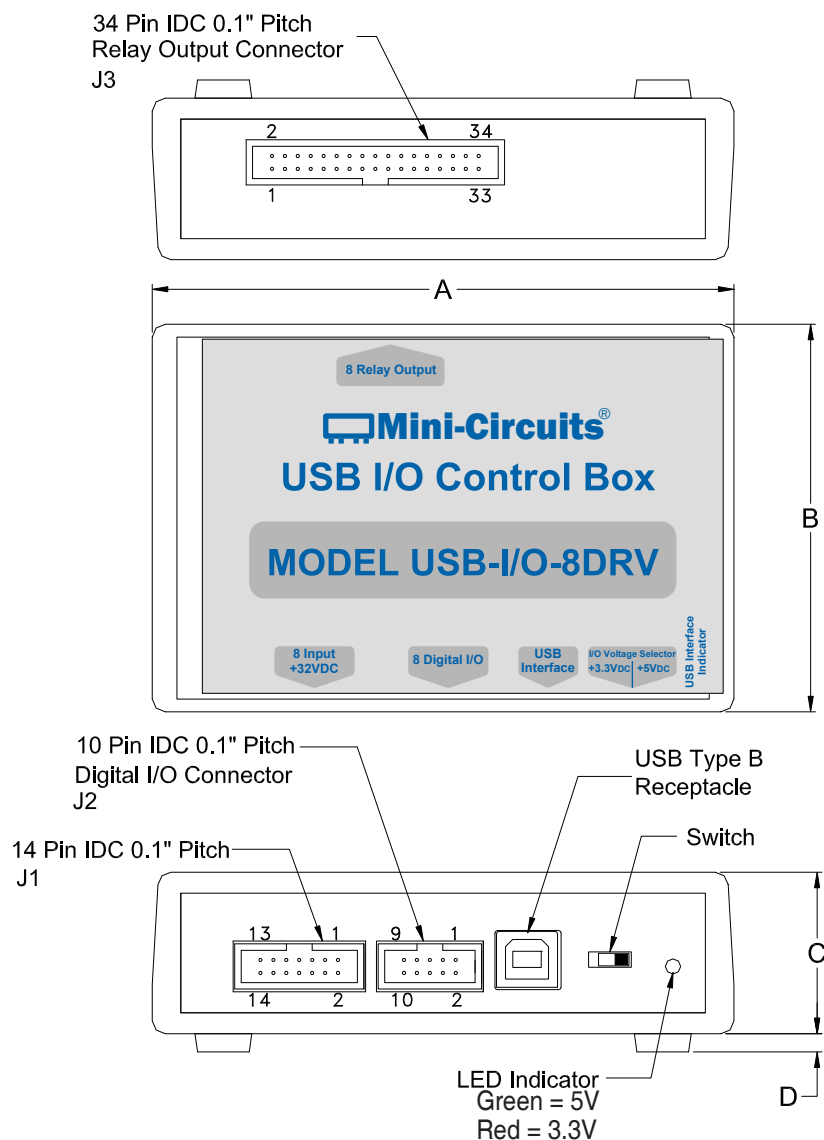 34 Pin IDC 0.1" Pitch
Relay Output Connector
J3
2 34
1 33
A
8 Relay Output
Mini-Circuits®
USB I/O Control Box
B
MODEL USB-I/O-8DRV
8 Input
+32VDC
8 Digital I/O
USB
Interface
I/O Voltage Selector
+3.3VDC +5VDC
USB Interface
Indicator
10 Pin IDC 0.1" Pitch
Digital I/O Connector
J2
USB Type B
Receptacle
Switch
14 Pin IDC 0.1" Pitch
J1
13 1 9 1
14 2 10 2
C
D
LED Indicator
Green = 5V
Red = 3.3V